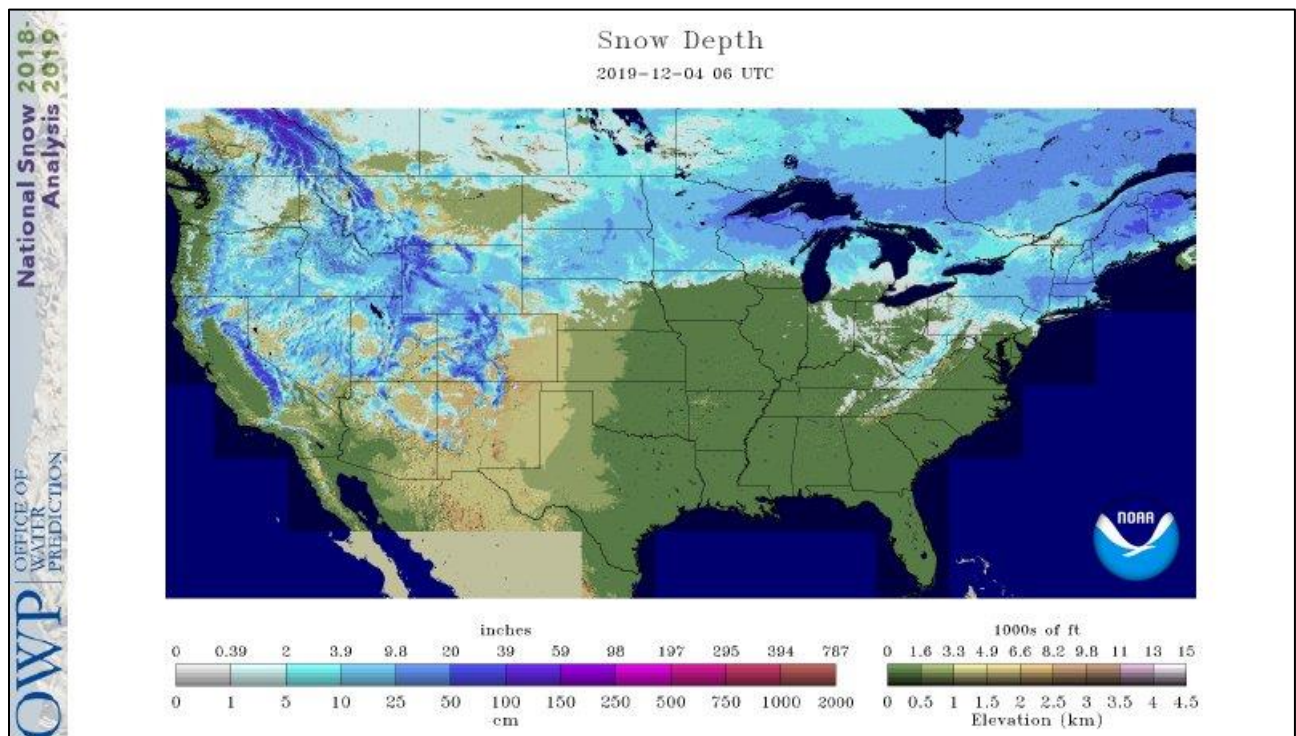 National Snow 2018-
Analysis 2019
OWP
OFFICE OF
WATER
PREDICTION
Snow Depth
2019-12-04 06 UTC
NOAA
inches
0 0.39 2 3.9 9.8 20 39 59 98 197 295 394 787
0 1 5 10 25 50 100 150 250 500 750 1000 2000
cm
1000s of ft
0 1.6 3.3 4.9 6.6 8.2 9.8 11 13 15
0 0.5 1 1.5 2 2.5 3 3.5 4 4.5
Elevation (km)